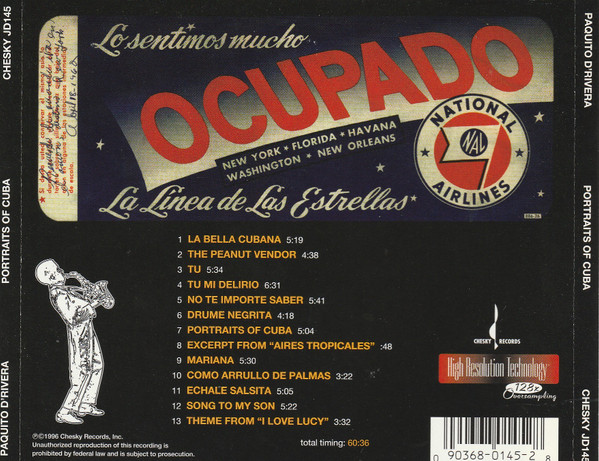 CHESKY JD145
PORTRAITS OF CUBA
PAQUITO D'RIVERA
Lo sentimos mucho
OCUPADO
NEW YORK * FLORIDA * HAVANA
WASHINGTON * NEW ORLEANS
NATIONAL
NAL
AIRLINES
La Línea de Las Estrellas
1 LA BELLA CUBANA 5:19
2 THE PEANUT VENDOR 4:38
3 TU 5:34
4 TU MI DELIRIO 6:31
5 NO TE IMPORTE SABER 5:41
6 DRUME NEGRITA 4:18
7 PORTRAITS OF CUBA 5:04
8 EXCERPT FROM “AIRES TROPICALES” :48
9 MARIANA 5:30
10 COMO ARRULLO DE PALMAS 3:22
11 ECHALE SALSITA 5:05
12 SONG TO MY SON 5:22
13 THEME FROM “I LOVE LUCY” 3:32
total timing: 60:36
℗©1996 Chesky Records, Inc.
Unauthorized reproduction of this recording is
prohibited by federal law and is subject to prosecution.
CHESKY RECORDS
High Resolution Technology
128x
Oversampling
0 90368-0145-2 8
PAQUITO D'RIVERA
PORTRAITS OF CUBA
CHESKY JD145